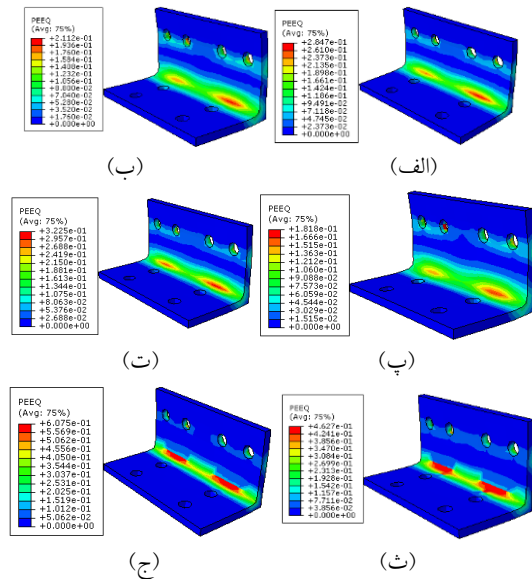 PEEQ
(Avg: 75%)
+2.847e-01
+2.610e-01
+2.373e-01
+2.135e-01
+1.898e-01
+1.661e-01
+1.424e-01
+1.186e-01
+9.491e-02
+7.118e-02
+4.745e-02
+2.373e-02
+0.000e+00
(الف)
PEEQ
(Avg: 75%)
+2.112e-01
+1.936e-01
+1.760e-01
+1.584e-01
+1.408e-01
+1.232e-01
+1.056e-01
+8.800e-02
+7.040e-02
+5.280e-02
+3.520e-02
+1.760e-02
+0.000e+00
(ب)
PEEQ
(Avg: 75%)
+1.818e-01
+1.666e-01
+1.515e-01
+1.363e-01
+1.212e-01
+1.060e-01
+9.088e-02
+7.573e-02
+6.059e-02
+4.544e-02
+3.029e-02
+1.515e-02
+0.000e+00
(پ)
PEEQ
(Avg: 75%)
+3.225e-01
+2.957e-01
+2.688e-01
+2.419e-01
+2.150e-01
+1.881e-01
+1.613e-01
+1.344e-01
+1.075e-01
+8.063e-02
+5.376e-02
+2.688e-02
+0.000e+00
(ت)
PEEQ
(Avg: 75%)
+4.627e-01
+4.241e-01
+3.856e-01
+3.470e-01
+3.084e-01
+2.699e-01
+2.313e-01
+1.928e-01
+1.542e-01
+1.157e-01
+7.711e-02
+3.856e-02
+0.000e+00
(ث)
PEEQ
(Avg: 75%)
+6.075e-01
+5.569e-01
+5.062e-01
+4.556e-01
+4.050e-01
+3.544e-01
+3.037e-01
+2.531e-01
+2.025e-01
+1.519e-01
+1.012e-01
+5.062e-02
+0.000e+00
(ج)